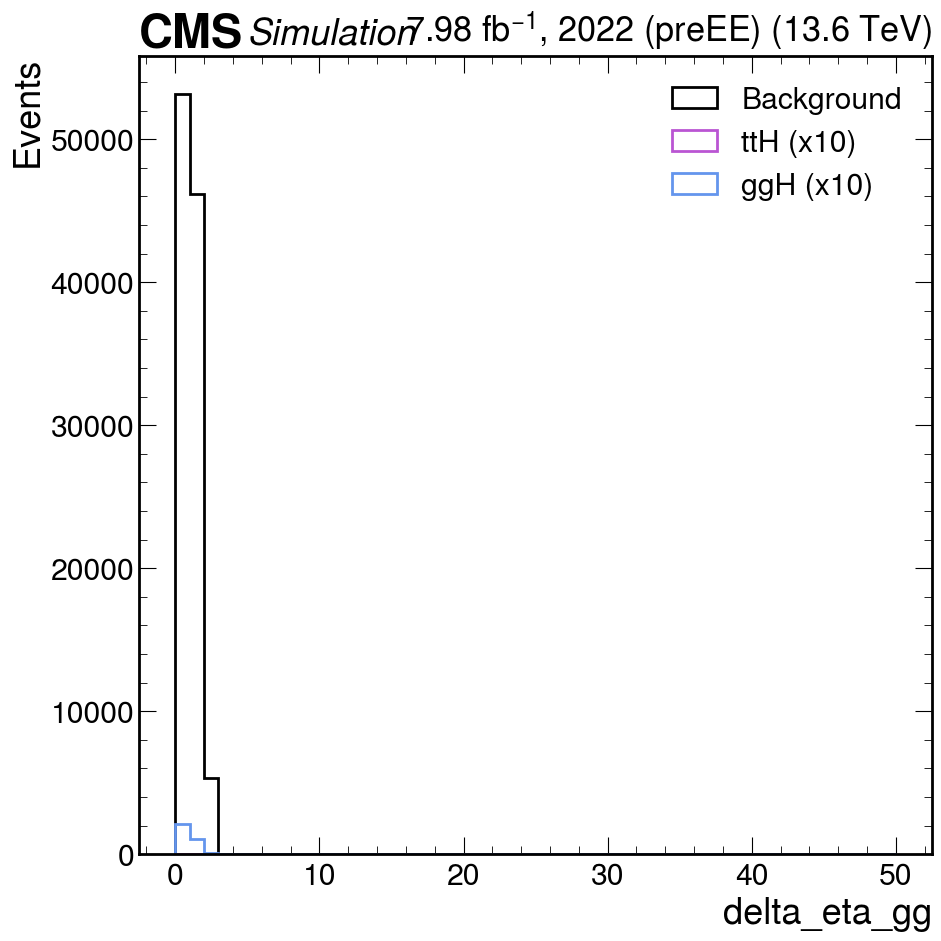 CMS Simulation 7.98 fb⁻¹, 2022 (preEE) (13.6 TeV)
Events
Background
ttH (x10)
ggH (x10)
50000
40000
30000
20000
10000
0
0 10 20 30 40 50
delta_eta_gg